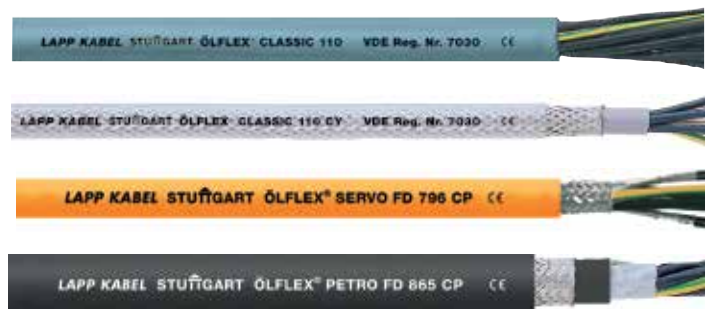 LAPP KABEL STUTTGART ÖLFLEX® CLASSIC 110 VDE Reg. Nr. 7030 CE
LAPP KABEL STUTTGART ÖLFLEX CLASSIC 110 CY VDE Reg. Nr. 7030 CE
LAPP KABEL STUTTGART ÖLFLEX® SERVO FD 796 CP CE
LAPP KABEL STUTTGART ÖLFLEX® PETRO FD 865 CP CE